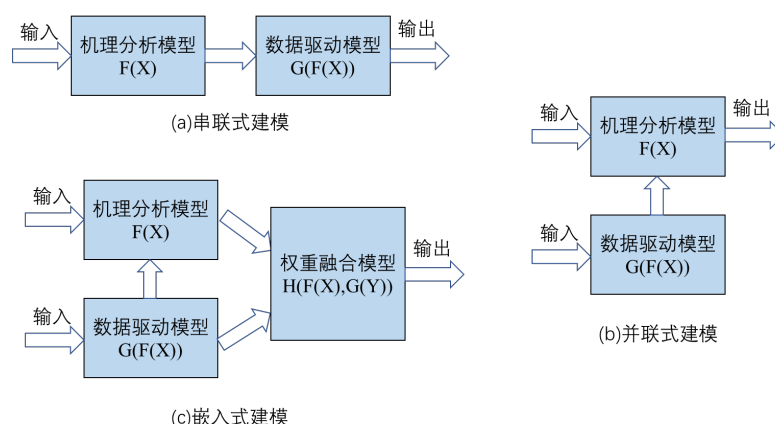 输入
机理分析模型
F(X)
数据驱动模型
G(F(X))
输出
(a)串联式建模
输入
机理分析模型
F(X)
输出
输入
数据驱动模型
G(F(X))
(b)并联式建模
输入
机理分析模型
F(X)
输入
数据驱动模型
G(F(X))
权重融合模型
H(F(X),G(Y))
输出
(c)嵌入式建模